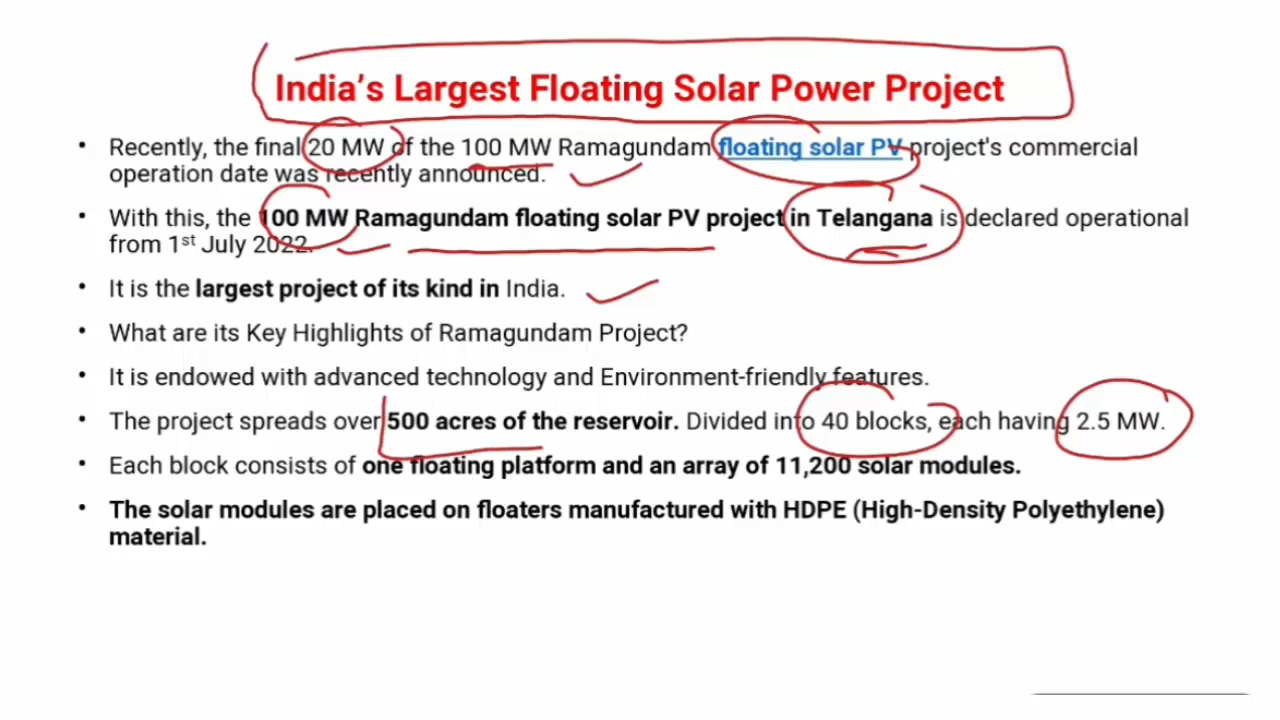 India's Largest Floating Solar Power Project
• Recently, the final 20 MW of the 100 MW Ramagundam floating solar PV project's commercial
operation date was recently announced.
• With this, the 100 MW Ramagundam floating solar PV project in Telangana is declared operational
from 1st July 2022.
• It is the largest project of its kind in India.
• What are its Key Highlights of Ramagundam Project?
• It is endowed with advanced technology and Environment-friendly features.
• The project spreads over 500 acres of the reservoir. Divided into 40 blocks, each having 2.5 MW.
• Each block consists of one floating platform and an array of 11,200 solar modules.
• The solar modules are placed on floaters manufactured with HDPE (High-Density Polyethylene)
material.